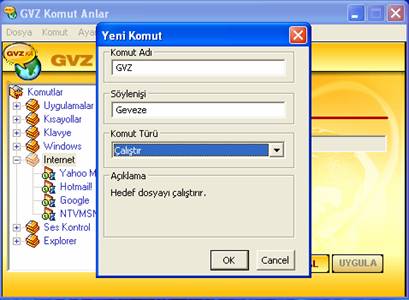 GVZ Komut Anlar
Dosya Komut Ayar
GVZ
Komutlar
Uygulamalar
Kısayollar
Klavye
Windows
Internet
Yahoo M
Hotmail!
Google
NTVMSN
Ses Kontrol
Explorer
Yeni Komut
Komut Adı
GVZ
Söylenişi
Geveze
Komut Türü
Çalıştır
Açıklama
Hedef dosyayı çalıştırır.
OK Cancel
UYGULA